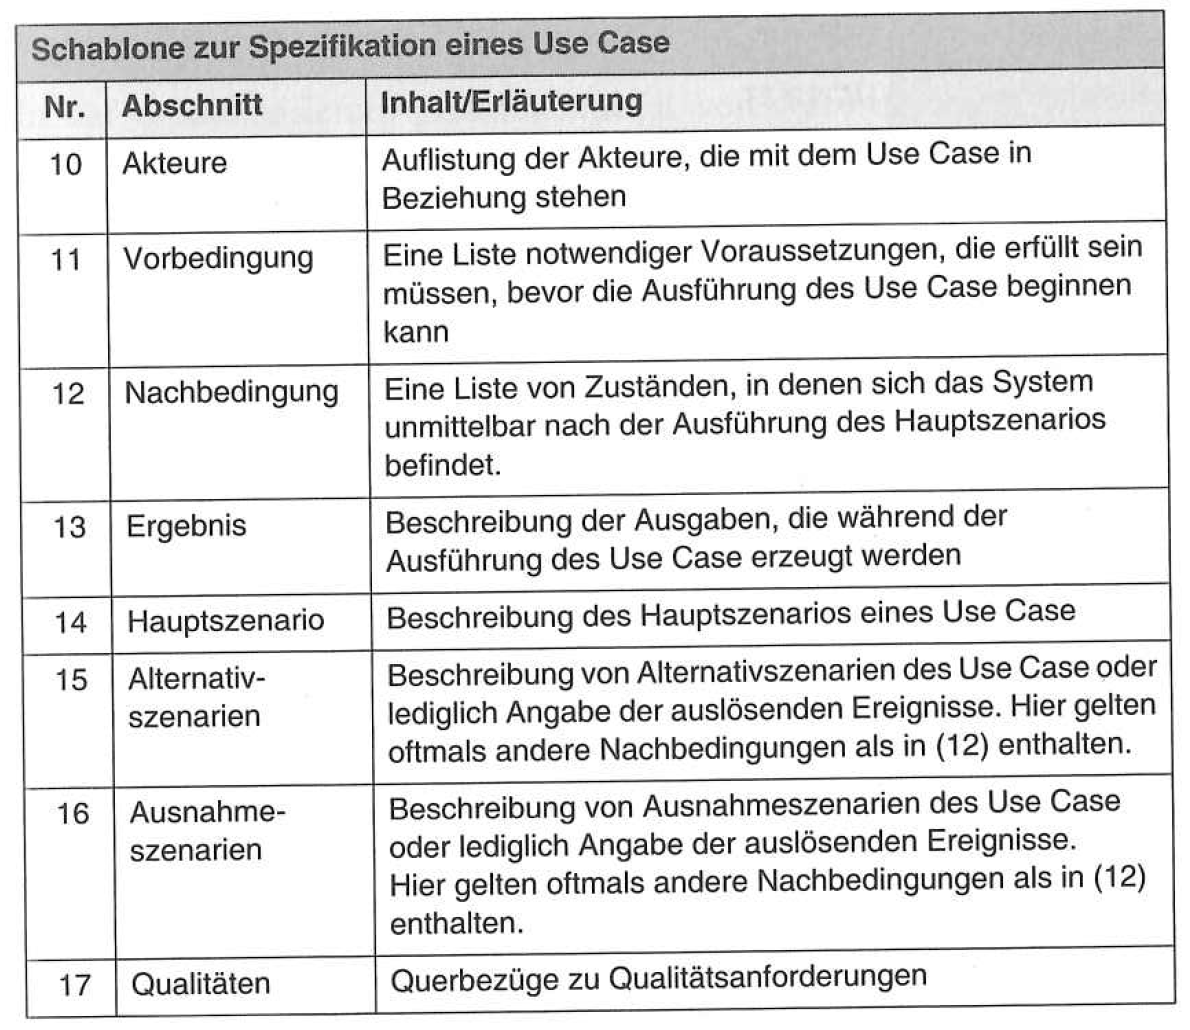 Schablone zur Spezifikation eines Use Case
Nr. Abschnitt Inhalt/Erläuterung
10 Akteure Auflistung der Akteure, die mit dem Use Case in
Beziehung stehen
11 Vorbedingung Eine Liste notwendiger Voraussetzungen, die erfüllt sein
müssen, bevor die Ausführung des Use Case beginnen
kann
12 Nachbedingung Eine Liste von Zuständen, in denen sich das System
unmittelbar nach der Ausführung des Hauptszenarios
befindet.
13 Ergebnis Beschreibung der Ausgaben, die während der
Ausführung des Use Case erzeugt werden
14 Hauptszenario Beschreibung des Hauptszenarios eines Use Case
15 Alternativ- Beschreibung von Alternativszenarien des Use Case oder
szenarien lediglich Angabe der auslösenden Ereignisse. Hier gelten
oftmals andere Nachbedingungen als in (12) enthalten.
16 Ausnahme- Beschreibung von Ausnahmeszenarien des Use Case
szenarien oder lediglich Angabe der auslösenden Ereignisse.
Hier gelten oftmals andere Nachbedingungen als in (12)
enthalten.
17 Qualitäten Querbezüge zu Qualitätsanforderungen